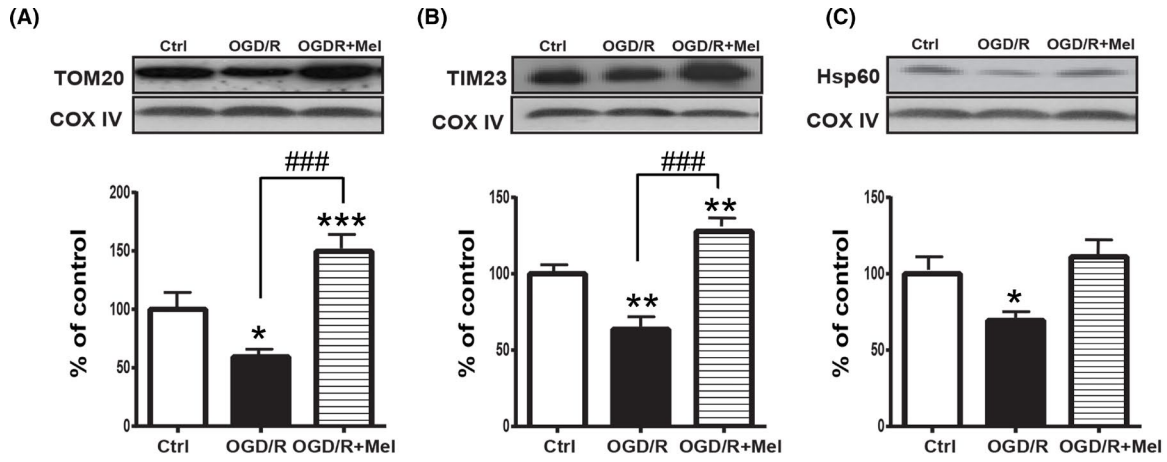 (A)
Ctrl OGD/R OGDR+Mel
TOM20
COX IV
###
200
150
100
50
0
% of control
***
*
Ctrl OGD/R OGD/R+Mel
(B)
Ctrl OGD/R OGD/R+Mel
TIM23
COX IV
###
150
100
50
0
% of control
**
**
Ctrl OGD/R OGD/R+Mel
(C)
Ctrl OGD/R OGD/R+Mel
Hsp60
COX IV
150
100
50
0
% of control
*
Ctrl OGD/R OGD/R+Mel